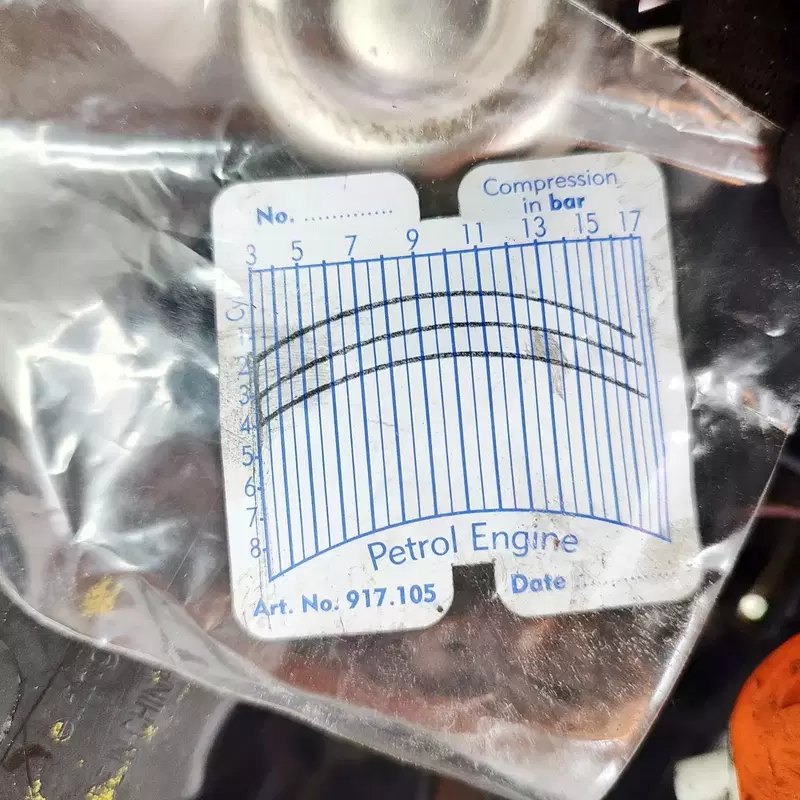 No. ..............
Compression
in bar
3 5 7 9 11 13 15 17
Cyl
1
2
3
4
5
6
7
8
Petrol Engine
Art. No. 917.105
Date ..............